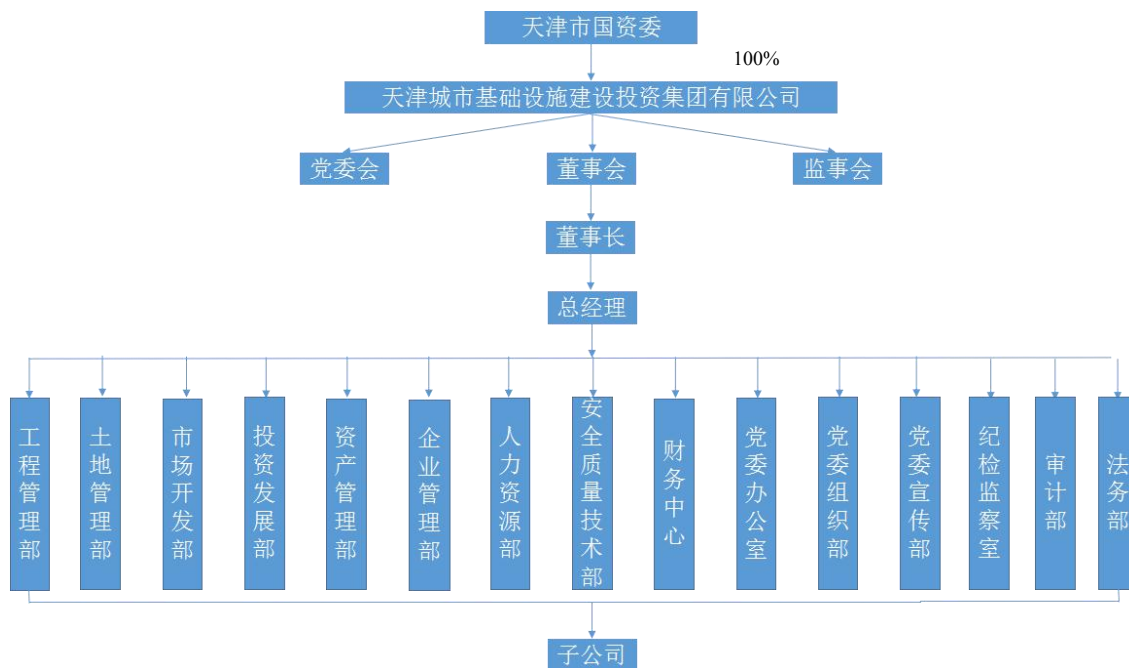 天津市国资委
100%
天津城市基础设施建设投资集团有限公司
党委会
董事会
监事会
董事长
总经理
工程管理部
土地管理部
市场开发部
投资发展部
资产管理部
企业管理部
人力资源部
安全质量技术部
财务中心
党委办公室
党委组织部
党委宣传部
纪检监察室
审计部
法务部
子公司